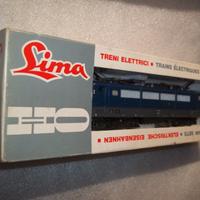 Lima
HO
TRENI ELETTRICI • TRAINS ÉLECTRIQUES
SETS • ELEKTRISCHE EISENBAHNEN •